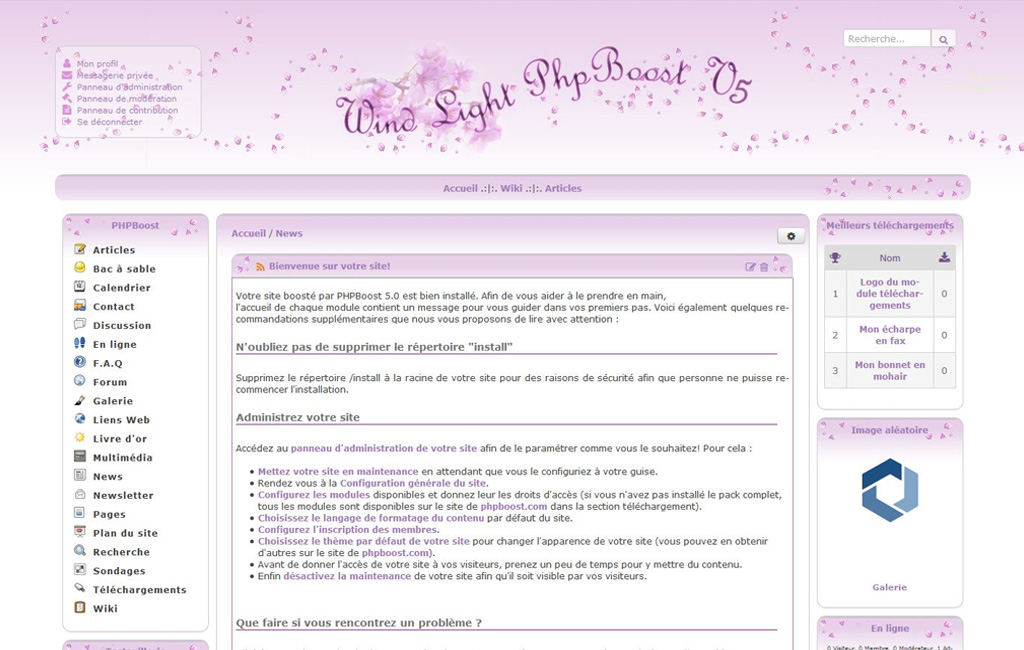 Recherche...
Mon profil
Messagerie privée
Panneau d'administration
Panneau de modération
Panneau de contribution
Se déconnecter
Wind Light PhpBoost V5
Accueil .:|:. Wiki .:|:. Articles
PHPBoost
Articles
Bac à sable
Calendrier
Contact
Discussion
En ligne
F.A.Q
Forum
Galerie
Liens Web
Livre d'or
Multimédia
News
Newsletter
Pages
Plan du site
Recherche
Sondages
Téléchargements
Wiki
Accueil / News
Bienvenue sur votre site!
Votre site boosté par PHPBoost 5.0 est bien installé. Afin de vous aider à le prendre en main,
l'accueil de chaque module contient un message pour vous guider dans vos premiers pas. Voici également quelques re-
commandations supplémentaires que nous vous proposons de lire avec attention :
N'oubliez pas de supprimer le répertoire "install"
Supprimez le répertoire /install à la racine de votre site pour des raisons de sécurité afin que personne ne puisse re-
commencer l'installation.
Administrez votre site
Accédez au panneau d'administration de votre site afin de le paramétrer comme vous le souhaitez! Pour cela :
• Mettez votre site en maintenance en attendant que vous le configuriez à votre guise.
• Rendez vous à la Configuration générale du site.
• Configurez les modules disponibles et donnez leur les droits d'accès (si vous n'avez pas installé le pack complet,
tous les modules sont disponibles sur le site de phpboost.com dans la section téléchargement).
• Choisissez le langage de formatage du contenu par défaut du site.
• Configurez l'inscription des membres.
• Choisissez le thème par défaut de votre site pour changer l'apparence de votre site (vous pouvez en obtenir
d'autres sur le site de phpboost.com).
• Avant de donner l'accès de votre site à vos visiteurs, prenez un peu de temps pour y mettre du contenu.
• Enfin désactivez la maintenance de votre site afin qu'il soit visible par vos visiteurs.
Que faire si vous rencontrez un problème ?
Meilleurs téléchargements
Nom
1 Logo du mo- 0
dule téléchar-
gements
2 Mon écharpe 0
en fax
3 Mon bonnet en 0
mohair
Image aléatoire
Galerie
En ligne